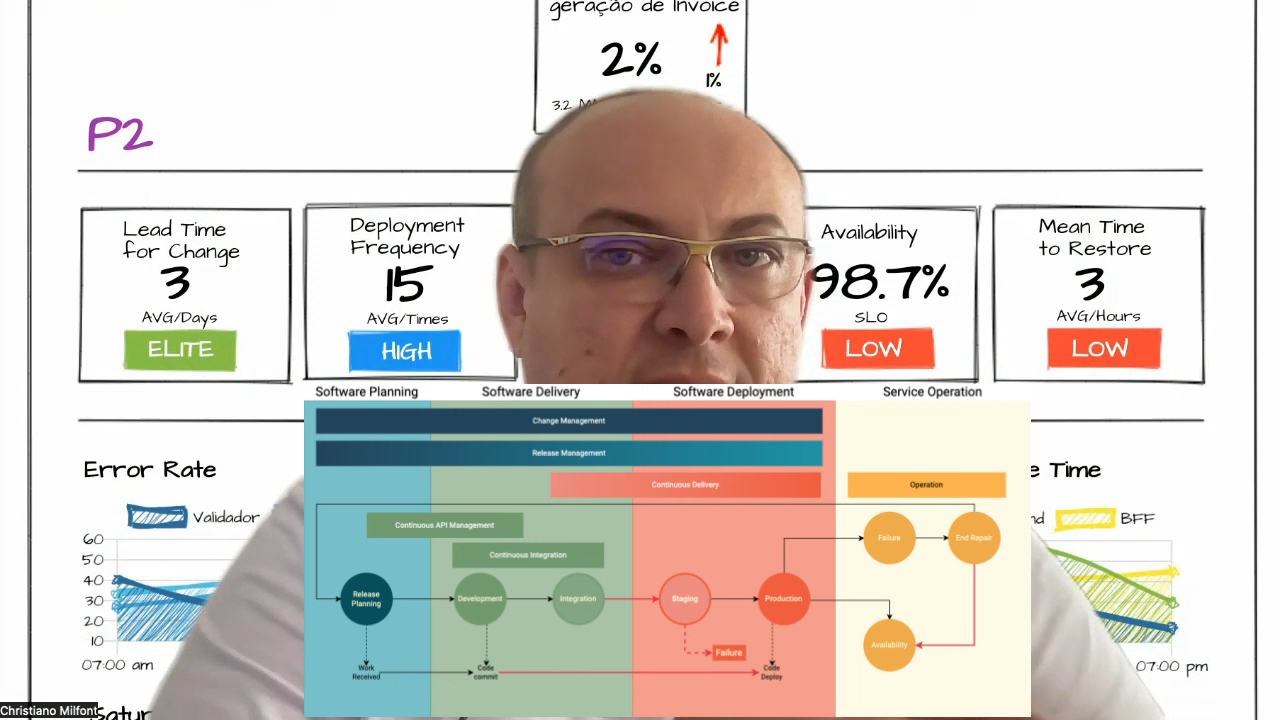 geração de Invoice
2%
1%
3.2
P2
Lead Time
for Change
3
AVG/Days
ELITE
Deployment
Frequency
15
AVG/Times
HIGH
Availability
98.7%
SLO
LOW
Mean Time
to Restore
3
AVG/Hours
LOW
Software Planning
Software Delivery
Software Deployment
Service Operation
Change Management
Release Management
Continuous Delivery
Operation
Continuous API Management
Continuous Integration
Failure
End Repair
Release
Planning
Development
Integration
Staging
Production
Failure
Availability
Work
Received
Code
commit
Code
Deploy
Error Rate
Validador
60
50
40
30
20
10
07:00 am
Time
BFF
07:00 pm
Christiano Milfont